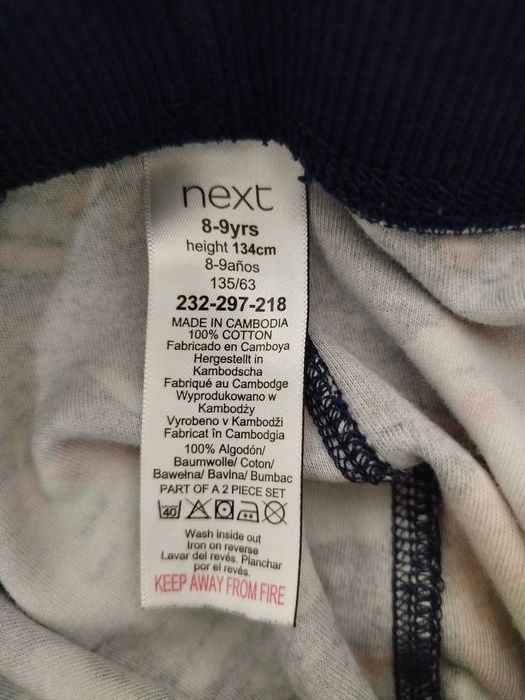 next
8-9yrs
height 134cm
8-9años
135/63
232-297-218
MADE IN CAMBODIA
100% COTTON
Fabricado en Camboya
Hergestellt in
Kambodscha
Fabriqué au Cambodge
Wyprodukowano w
Kambodży
Vyrobeno v Kambodži
Fabricat în Cambodgia
100% Algodón/
Baumwolle/ Coton/
Bawełna/ Bavlna/ Bumbac
PART OF A 2 PIECE SET
40
Wash inside out
Iron on reverse
Lavar del revés. Planchar
por el revés.
KEEP AWAY FROM FIRE